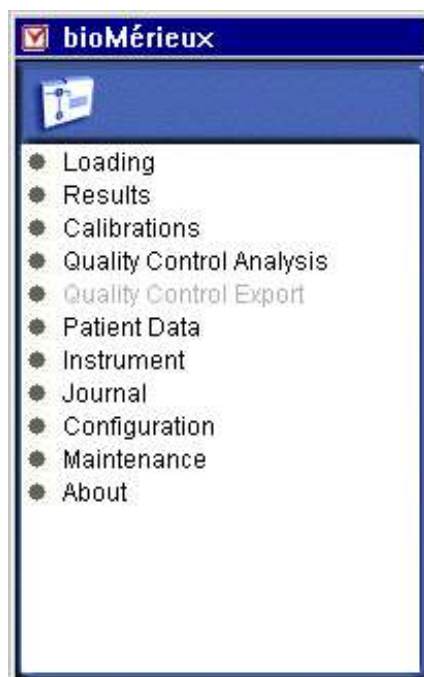 bioMérieux
Loading
Results
Calibrations
Quality Control Analysis
Quality Control Export
Patient Data
Instrument
Journal
Configuration
Maintenance
About